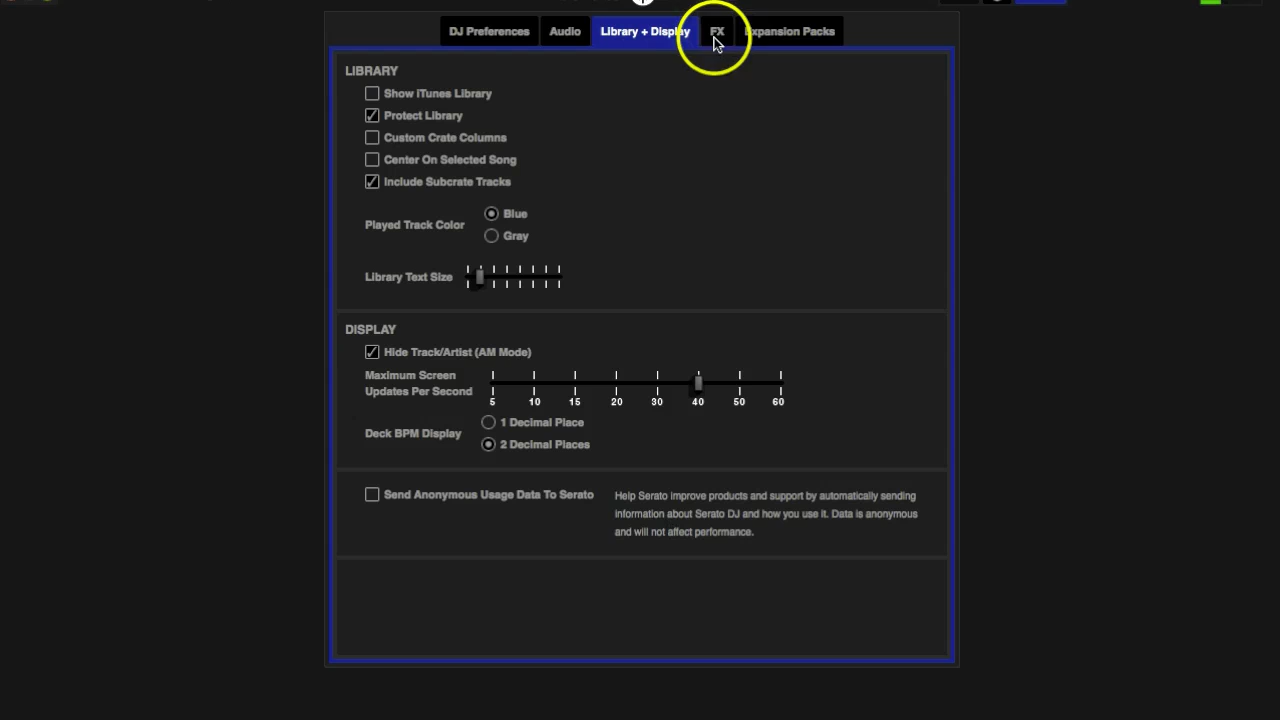 DJ Preferences Audio Library + Display FX Expansion Packs
LIBRARY
Show iTunes Library
Protect Library
Custom Crate Columns
Center On Selected Song
Include Subcrate Tracks
Played Track Color
Blue
Gray
Library Text Size
DISPLAY
Hide Track/Artist (AM Mode)
Maximum Screen
Updates Per Second
5 10 15 20 30 40 50 60
Deck BPM Display
1 Decimal Place
2 Decimal Places
Send Anonymous Usage Data To Serato
Help Serato improve products and support by automatically sending
information about Serato DJ and how you use it. Data is anonymous
and will not affect performance.